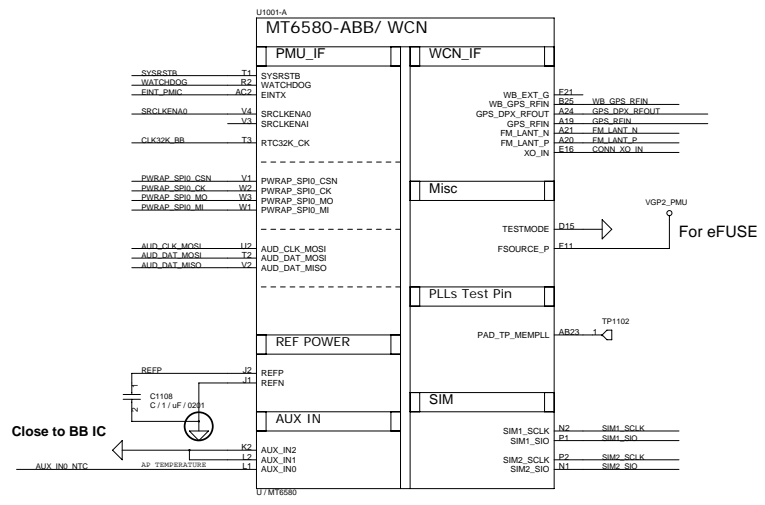 U1001-A
MT6580-ABB/ WCN
PMU_IF
WCN_IF
SYSRSTB T1 SYSRSTB
WATCHDOG R2 WATCHDOG
EINT_PMIC AC2 EINTX
SRCLKENA0 V4 SRCLKENA0
V3 SRCLKENAI
CLK32K_BB T3 RTC32K_CK
PWRAP_SPI0_CSN V1 PWRAP_SPI0_CSN
PWRAP_SPI0_CK W2 PWRAP_SPI0_CK
PWRAP_SPI0_MO W3 PWRAP_SPI0_MO
PWRAP_SPI0_MI W1 PWRAP_SPI0_MI
AUD_CLK_MOSI U2 AUD_CLK_MOSI
AUD_DAT_MOSI T2 AUD_DAT_MOSI
AUD_DAT_MISO V2 AUD_DAT_MISO
REF POWER
REFP J2 REFP
J1 REFN
1
C1108
C / 1 / uF / 0201
2
AUX IN
Close to BB IC
K2 AUX_IN2
L2 AUX_IN1
AUX_IN0_NTC AP TEMPERATURE L1 AUX_IN0
U / MT6580
WB_EXT_G F21
WB_GPS_RFIN B25 WB_GPS_RFIN
GPS_DPX_RFOUT A24 GPS_DPX_RFOUT
GPS_RFIN A19 GPS_RFIN
FM_LANT_N A21 FM_LANT_N
FM_LANT_P A20 FM_LANT_P
XO_IN E16 CONN_XO_IN
Misc
VGP2_PMU
TESTMODE D15
For eFUSE
FSOURCE_P E11
PLLs Test Pin
TP1102
PAD_TP_MEMPLL AB23 1
SIM
SIM1_SCLK N2 SIM1_SCLK
SIM1_SIO P1 SIM1_SIO
SIM2_SCLK P2 SIM2_SCLK
SIM2_SIO N1 SIM2_SIO